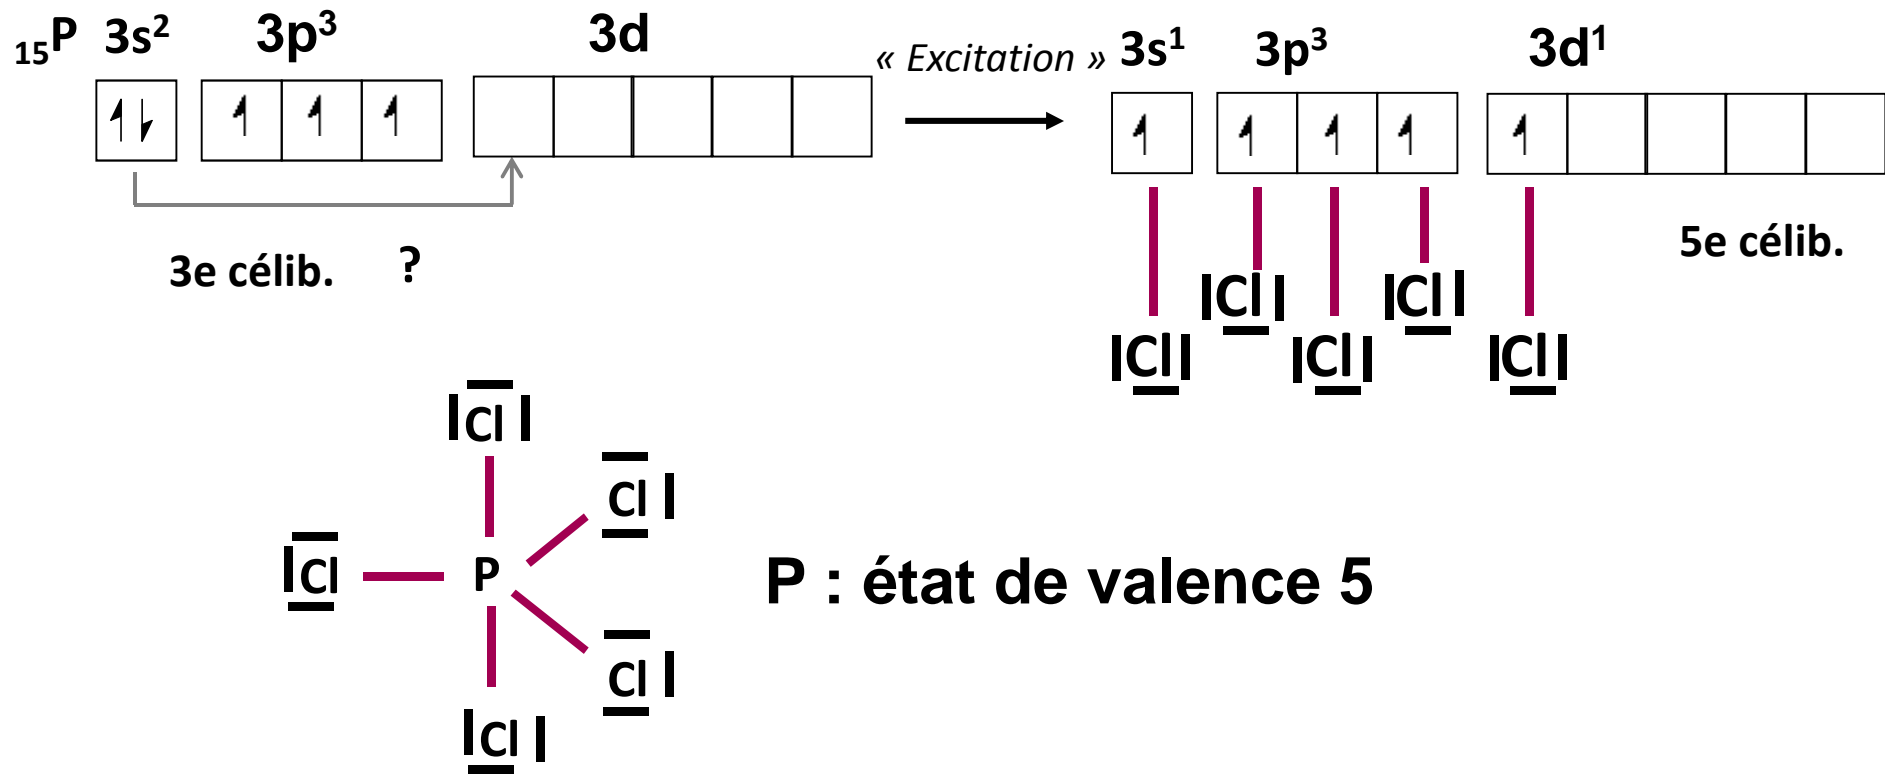 ₁₅P 3s² 3p³ 3d « Excitation » 3s¹ 3p³ 3d¹
3e célib. ? 5e célib.
Cl Cl
Cl Cl Cl
Cl
Cl
Cl P P : état de valence 5
Cl
Cl